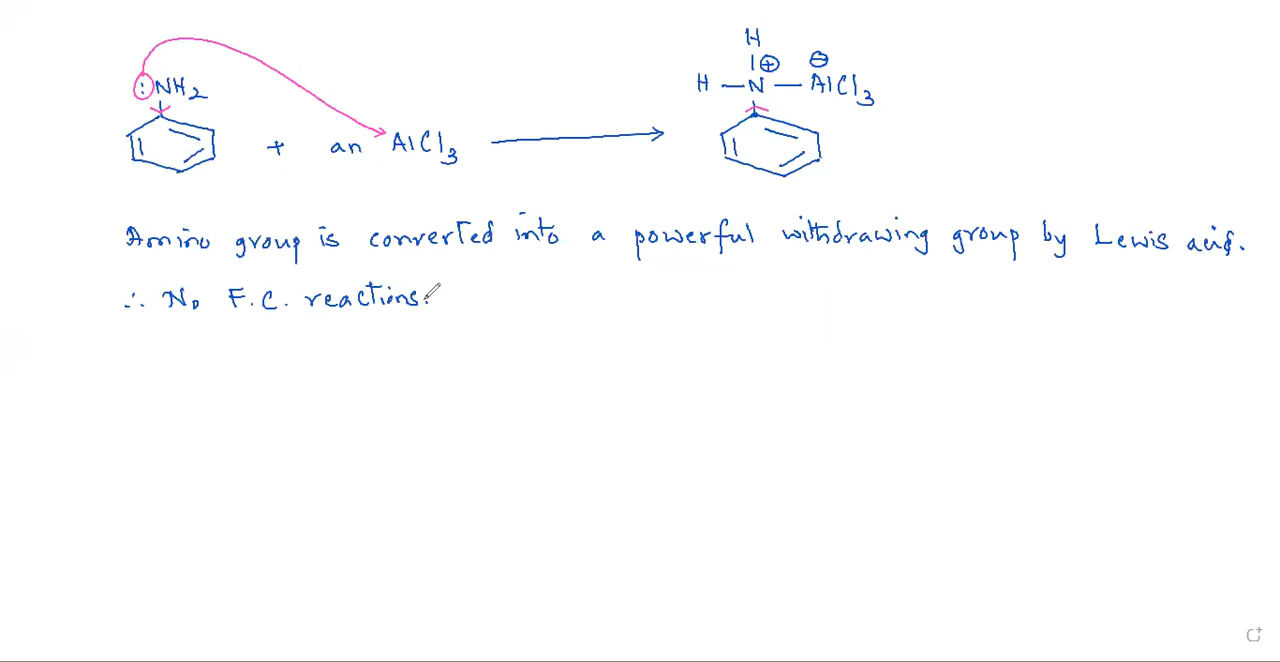 H
:NH2 H — N⊕ — AlCl3 ⊖
+ an AlCl3 ⟶
Amino group is converted into a powerful withdrawing group by Lewis acid.
∴ No F.C. reactions.